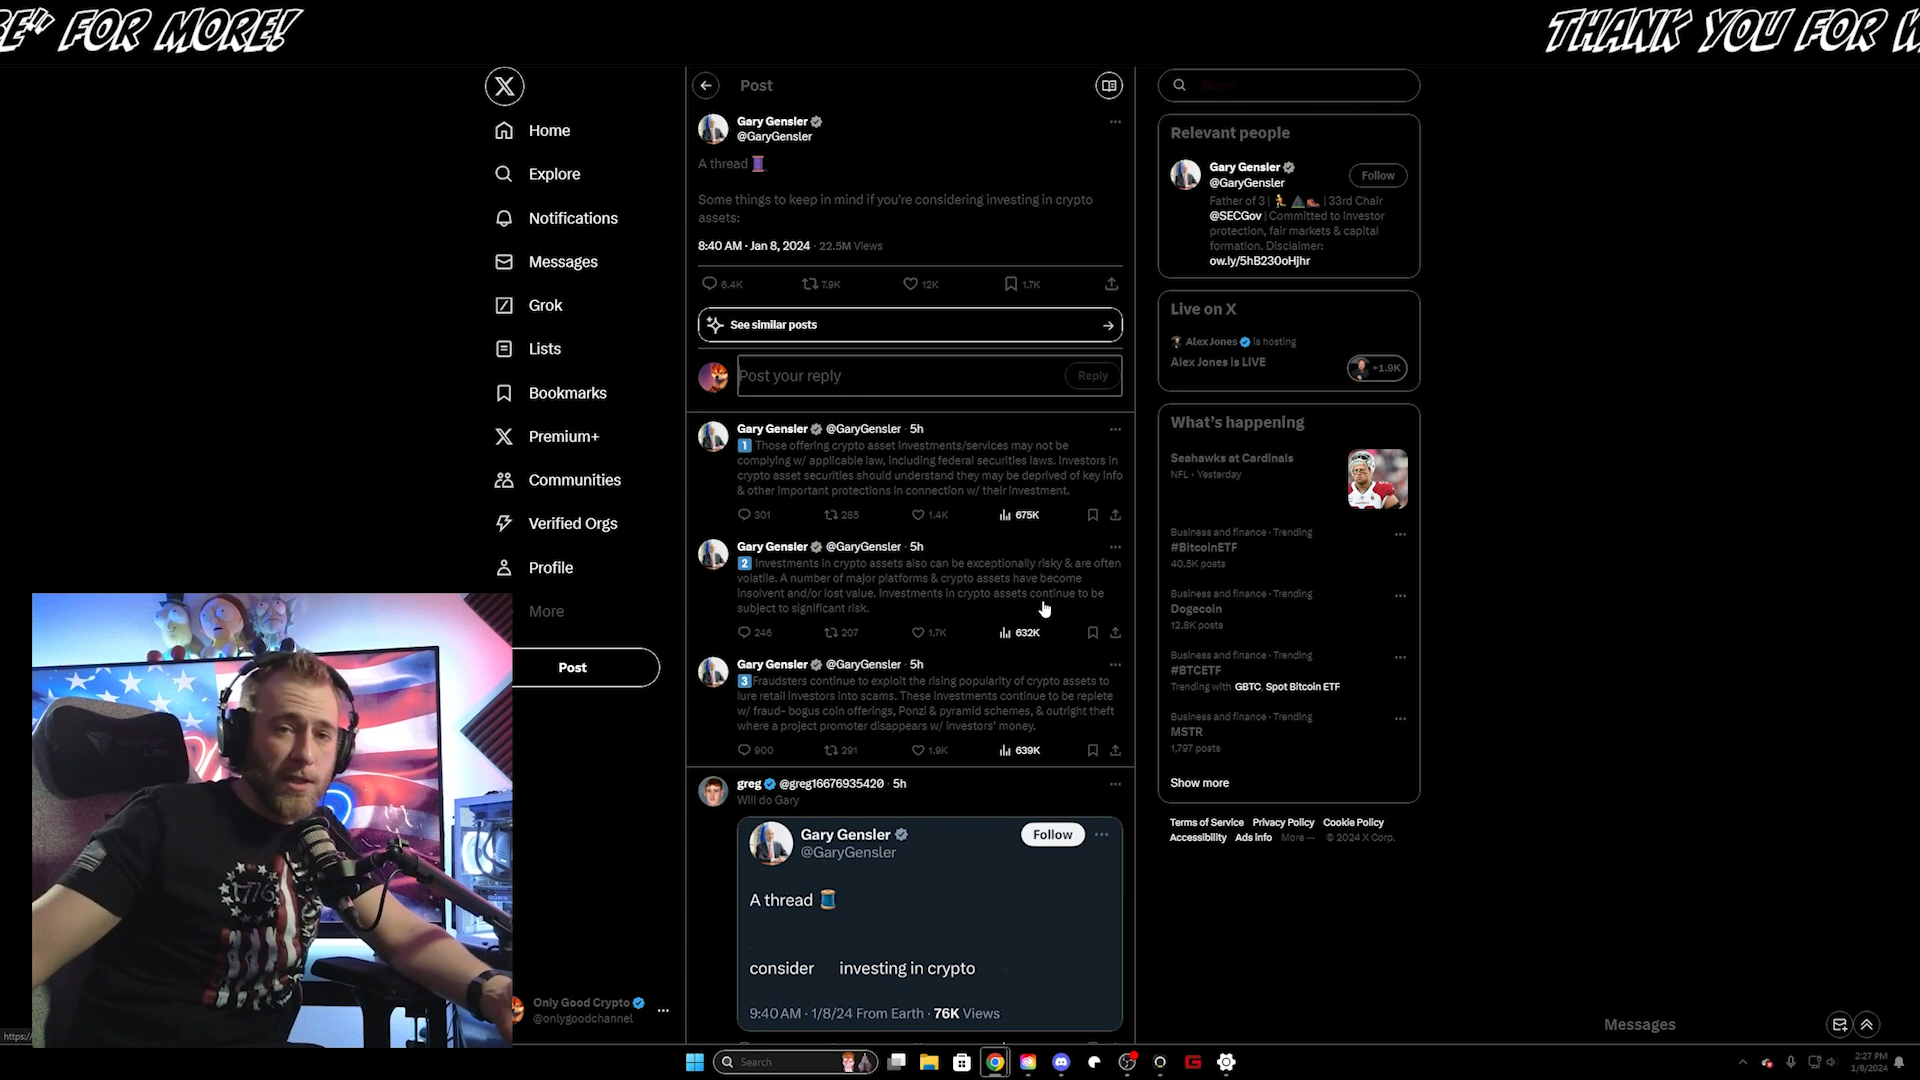 BE" FOR MORE!
THANK YOU FOR W
Post
Gary Gensler
@GaryGensler
A thread
Some things to keep in mind if you're considering investing in crypto
assets:
8:40 AM · Jan 8, 2024 · 22.5M Views
6.4K 7.9K 12K 1.7K
See similar posts
Post your reply
Reply
Gary Gensler @GaryGensler · 5h
1 Those offering crypto asset investments/services may not be
complying w/ applicable law, including federal securities laws. Investors in
crypto asset securities should understand they may be deprived of key info
& other important protections in connection w/ their investment.
301 285 1.4K 675K
Gary Gensler @GaryGensler · 5h
2 Investments in crypto assets also can be exceptionally risky & are often
volatile. A number of major platforms & crypto assets have become
insolvent and/or lost value. Investments in crypto assets continue to be
subject to significant risk.
246 207 1.7K 632K
Gary Gensler @GaryGensler · 5h
3 Fraudsters continue to exploit the rising popularity of crypto assets to
lure retail investors into scams. These investments continue to be replete
w/ fraud- bogus coin offerings, Ponzi & pyramid schemes, & outright theft
where a project promoter disappears w/ investors' money.
900 291 1.9K 639K
greg @greg16676935420 · 5h
Will do Gary
Gary Gensler
@GaryGensler
Follow
A thread
consider investing in crypto
9:40 AM · 1/8/24 From Earth · 76K Views
Home
Explore
Notifications
Messages
Grok
Lists
Bookmarks
Premium+
Communities
Verified Orgs
Profile
More
Post
Only Good Crypto
@onlygoodchannel
Search
Relevant people
Gary Gensler
@GaryGensler
Follow
Father of 3 | | 33rd Chair
@SECGov | Committed to investor
protection, fair markets & capital
formation. Disclaimer:
ow.ly/5hB230oHjhr
Live on X
Alex Jones is hosting
Alex Jones is LIVE
+1.9K
What's happening
Seahawks at Cardinals
NFL · Yesterday
Business and finance · Trending
#BitcoinETF
40.5K posts
Business and finance · Trending
Dogecoin
12.8K posts
Business and finance · Trending
#BTCETF
Trending with GBTC, Spot Bitcoin ETF
Business and finance · Trending
MSTR
1,797 posts
Show more
Terms of Service Privacy Policy Cookie Policy
Accessibility Ads info More ··· © 2024 X Corp.
Messages
1776
https://
Search
2:27 PM
1/8/2024